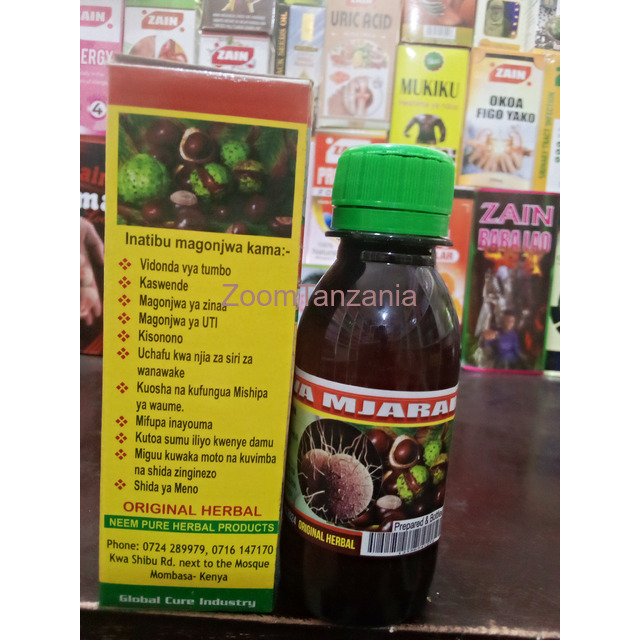 ZAIN
ZAIN
4
URIC ACID
ZAIN
MUKIKU
ZAIN
OKOA
FIGO YAKO
ZAIN
BABA LAO
Inatibu magonjwa kama:-
Vidonda vya tumbo
Kaswende
Magonjwa ya zinaa
Magonjwa ya UTI
Kisonono
Uchafu kwa njia za siri za
wanawake
Kuosha na kufungua Mishipa
ya waume.
Mifupa inayouma
Kutoa sumu iliyo kwenye damu
Miguu kuwaka moto na kuvimba
na shida zinginezo
Shida ya Meno
ORIGINAL HERBAL
NEEM PURE HERBAL PRODUCTS
Phone: 0724 289979, 0716 147170
Kwa Shibu Rd. next to the Mosque
Mombasa- Kenya
Global Cure Industry
ZoomTanzania
MJARAB
ORIGINAL HERBAL
Prepared &